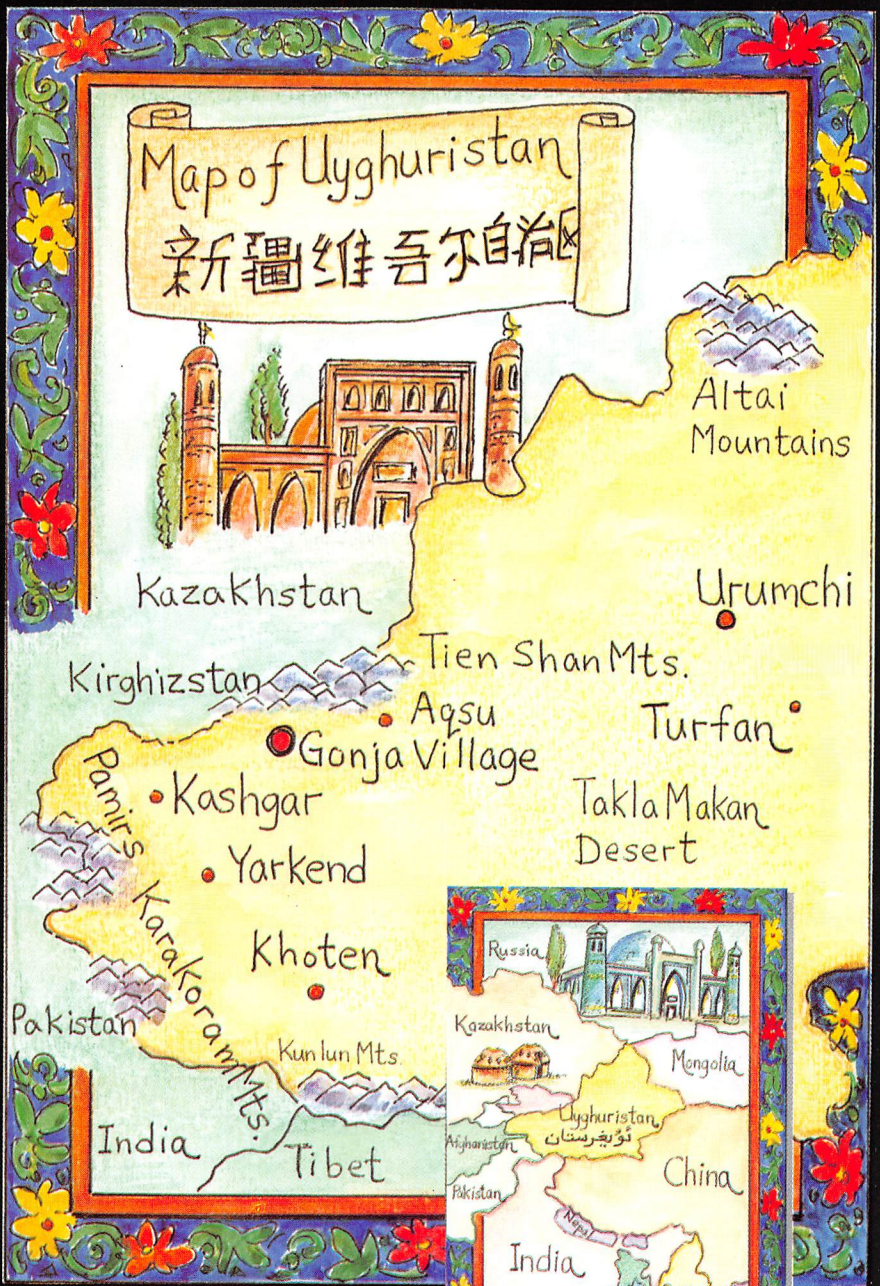 Map of Uyghuristan
新疆维吾尔自治区
Altai
Mountains
Kazakhstan
Urumchi
Tien Shan Mts.
Kirghizstan
Aqsu
Turfan
Gonja Village
Pamirs
Kashgar
Takla Makan
Desert
Yarkend
KaraKoram Mts.
Khoten
Pakistan
Kunlun Mts.
India
Tibet
Russia
Kazakhstan
Mongolia
Uyghuristan
ئۇيغۇرستان
Afghanistan
China
Pakistan
Nepal
India